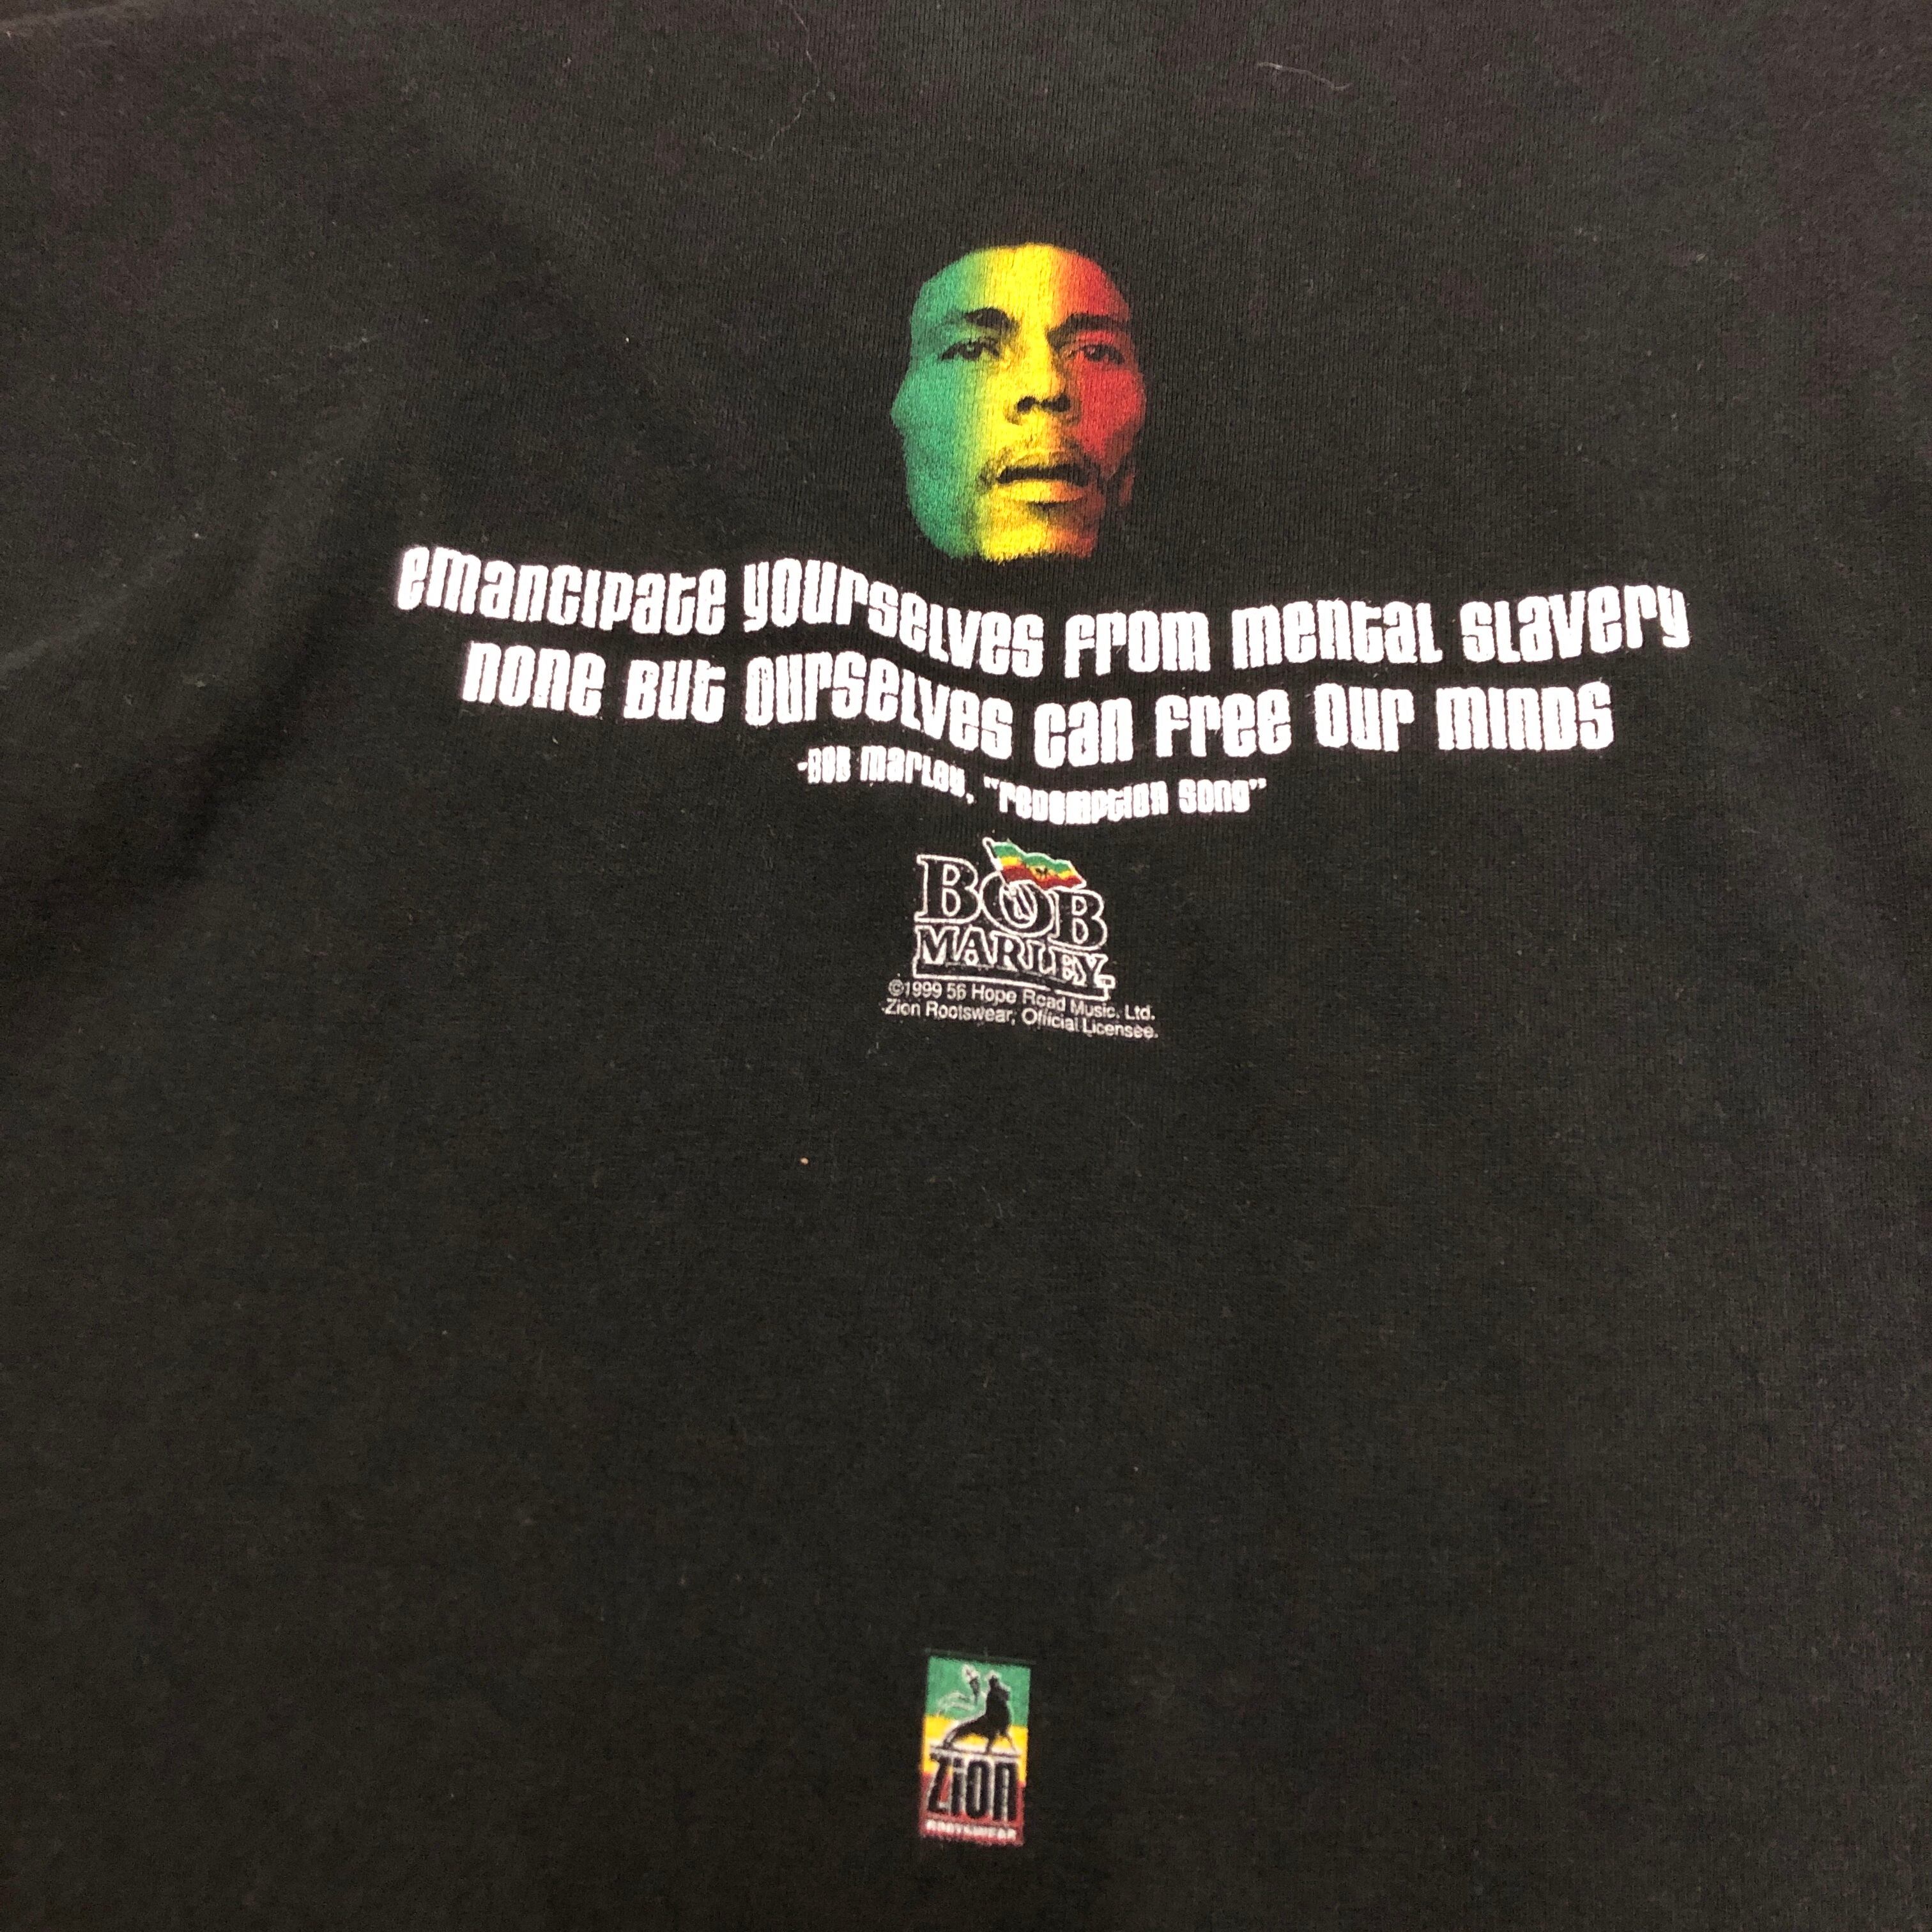 emancipate yourselves from mental slavery
none but ourselves can free our minds
-Bob Marley, "redemption song"
BOB
MARLEY
©1999 56 Hope Road Music, Ltd.
Zion Rootswear, Official Licensee.
Zion
ROOTSWEAR